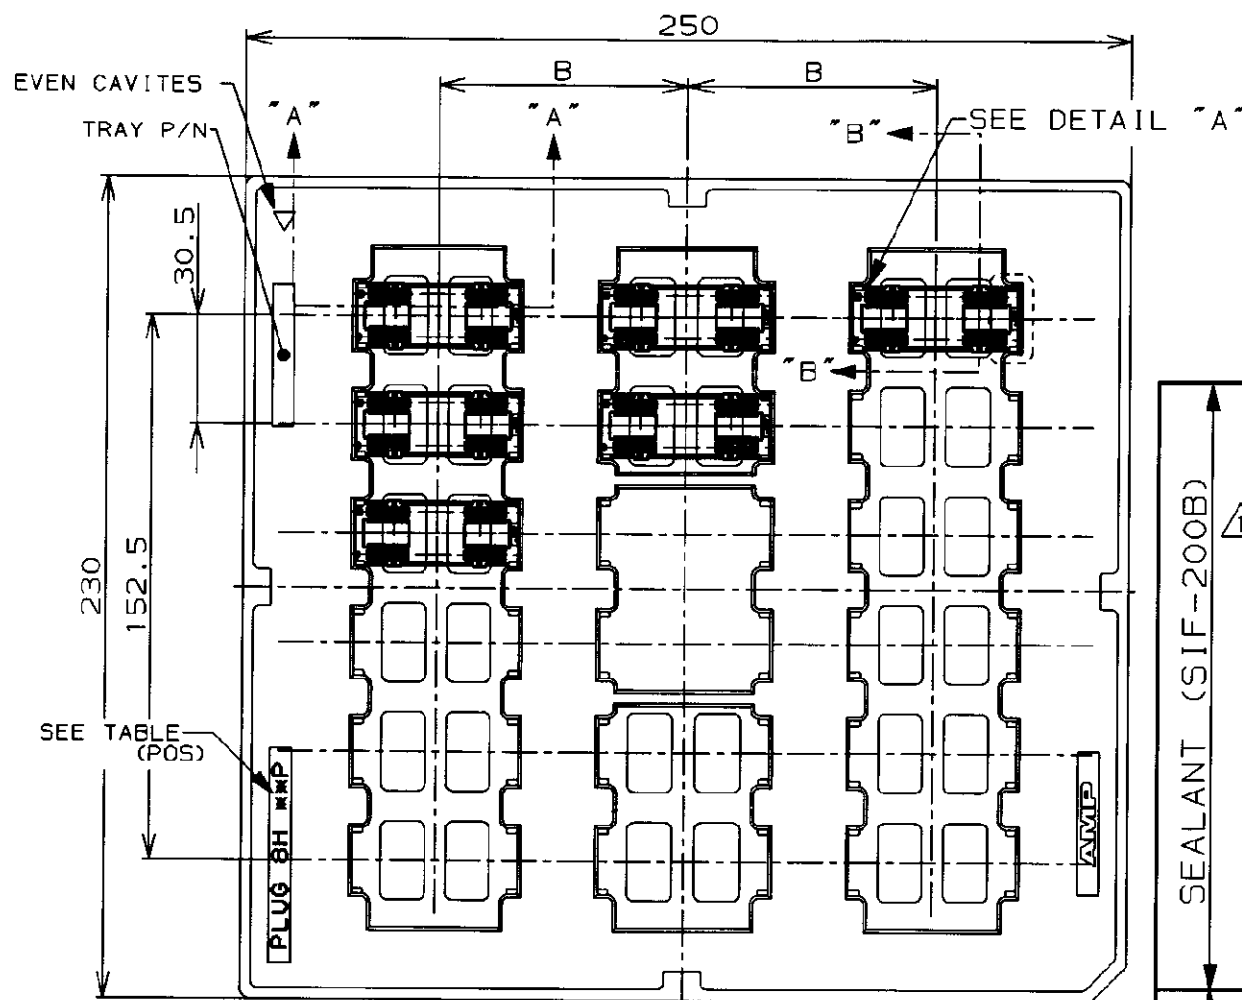 250
B
B
EVEN CAVITES
"A"
"A"
TRAY P/N
SEE DETAIL "A"
"B"
30.5
"B"
230
152.5
SEALANT (SIF-200B)
1
SEE TABLE
(POS)
PLUG 8H **P
AMP